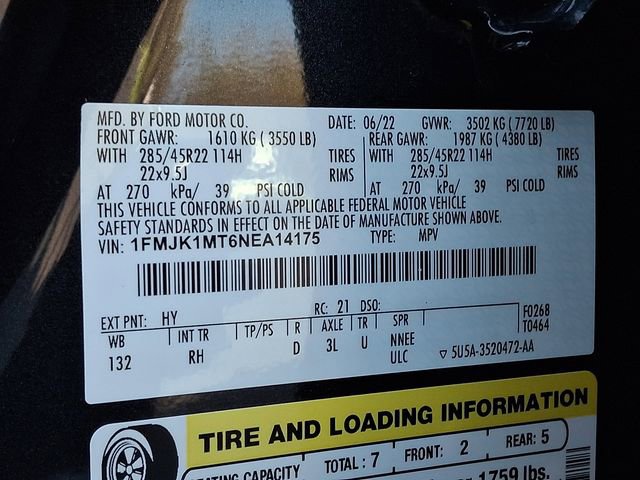 MFD. BY FORD MOTOR CO. DATE: 06/22 GVWR: 3502 KG (7720 LB)
FRONT GAWR: 1610 KG (3550 LB) REAR GAWR: 1987 KG (4380 LB)
WITH 285/45R22 114H TIRES WITH 285/45R22 114H TIRES
22x9.5J RIMS 22x9.5J RIMS
AT 270 kPa/ 39 PSI COLD AT 270 kPa/ 39 PSI COLD
THIS VEHICLE CONFORMS TO ALL APPLICABLE FEDERAL MOTOR VEHICLE
SAFETY STANDARDS IN EFFECT ON THE DATE OF MANUFACTURE SHOWN ABOVE.
VIN: 1FMJK1MT6NEA14175 TYPE: MPV
EXT PNT: HY RC: 21 DSO: F0268
WB INT TR TP/PS R AXLE TR SPR T0464
132 RH D 3L U NNEE
ULC ▽ 5U5A-3520472-AA
TIRE AND LOADING INFORMATION
SEATING CAPACITY TOTAL : 7 FRONT: 2 REAR: 5
1759 lbs.